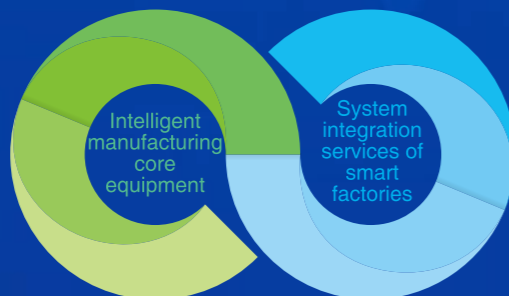 Intelligent
manufacturing
core
equipment
System
integration
services of
smart
factories